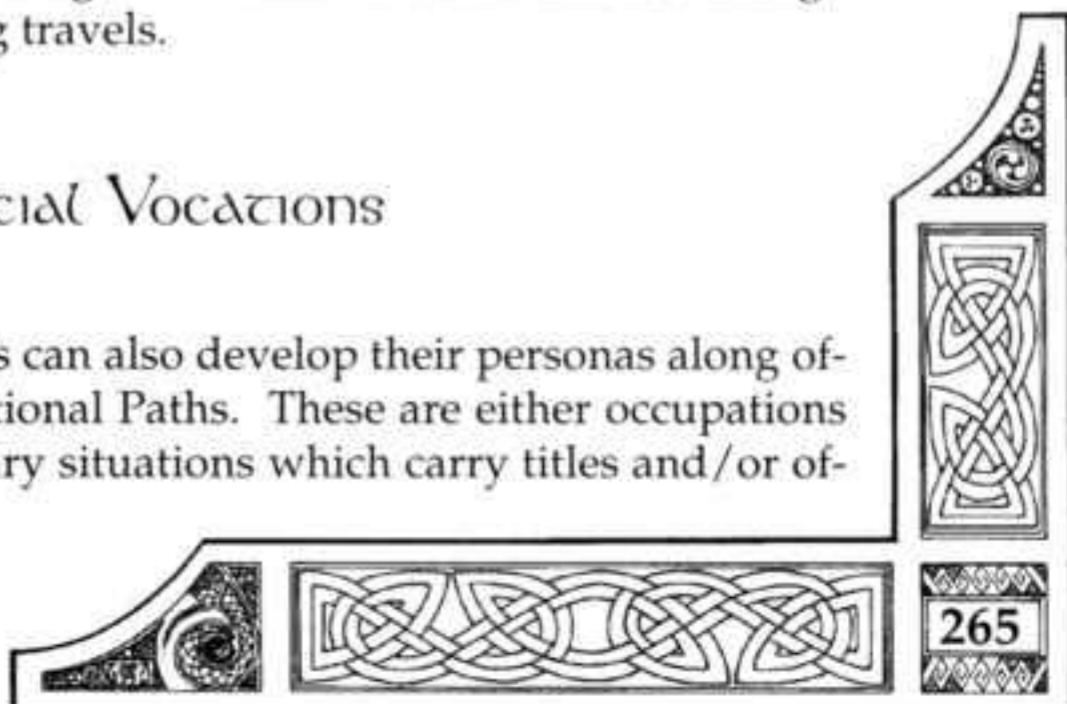 g travels.
cial Vocations
s can also develop their personas along of-
tional Paths. These are either occupations
ry situations which carry titles and/or of-
265